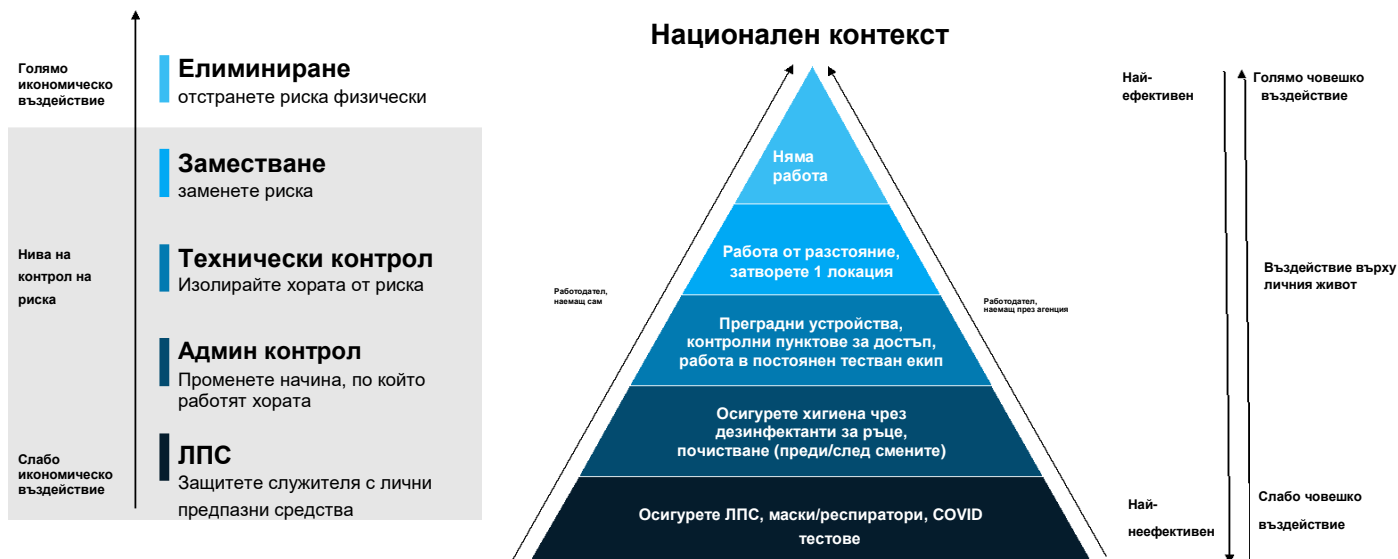 Национален контекст
Голямо
икономическо
въздействие
Елиминиране
отстранете риска физически
Заместване
заменете риска
Нива на
контрол на
риска
Технически контрол
Изолирайте хората от риска
Админ контрол
Променете начина, по който
работят хората
Слабо
икономическо
въздействие
ЛПС
Защитете служителя с лични
предпазни средства
Няма
работа
Работа от разстояние,
затворете 1 локация
Работодател,
наемащ сам
Работодател,
наемащ през агенция
Преградни устройства,
контролни пунктове за достъп,
работа в постоянен тестван екип
Осигурете хигиена чрез
дезинфектанти за ръце,
почистване (преди/след смените)
Осигурете ЛПС, маски/респиратори, COVID
тестове
Най-
ефективен
Голямо човешко
въздействие
Въздействие върху
личния живот
Най-
неефективен
Слабо човешко
въздействие